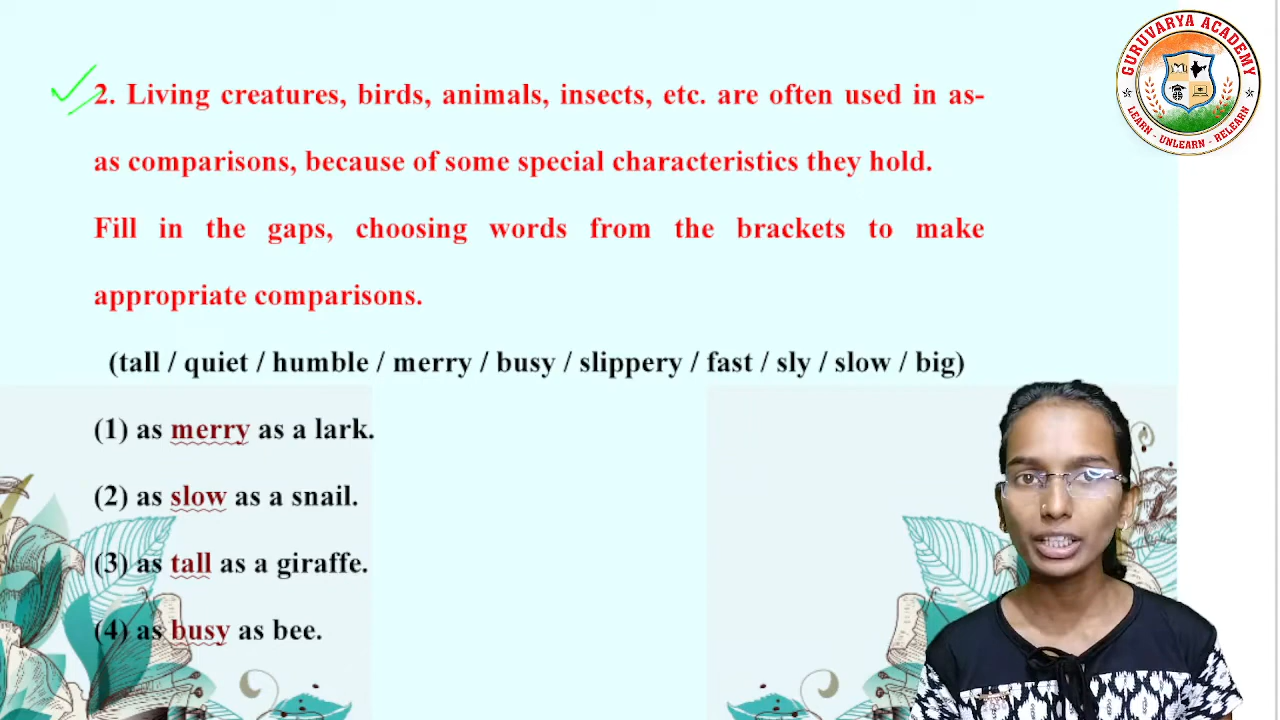 GURUVARYA ACADEMY
LEARN - UNLEARN - RELEARN
2. Living creatures, birds, animals, insects, etc. are often used in as-
as comparisons, because of some special characteristics they hold.
Fill in the gaps, choosing words from the brackets to make
appropriate comparisons.
(tall / quiet / humble / merry / busy / slippery / fast / sly / slow / big)
(1) as merry as a lark.
(2) as slow as a snail.
(3) as tall as a giraffe.
(4) as busy as bee.